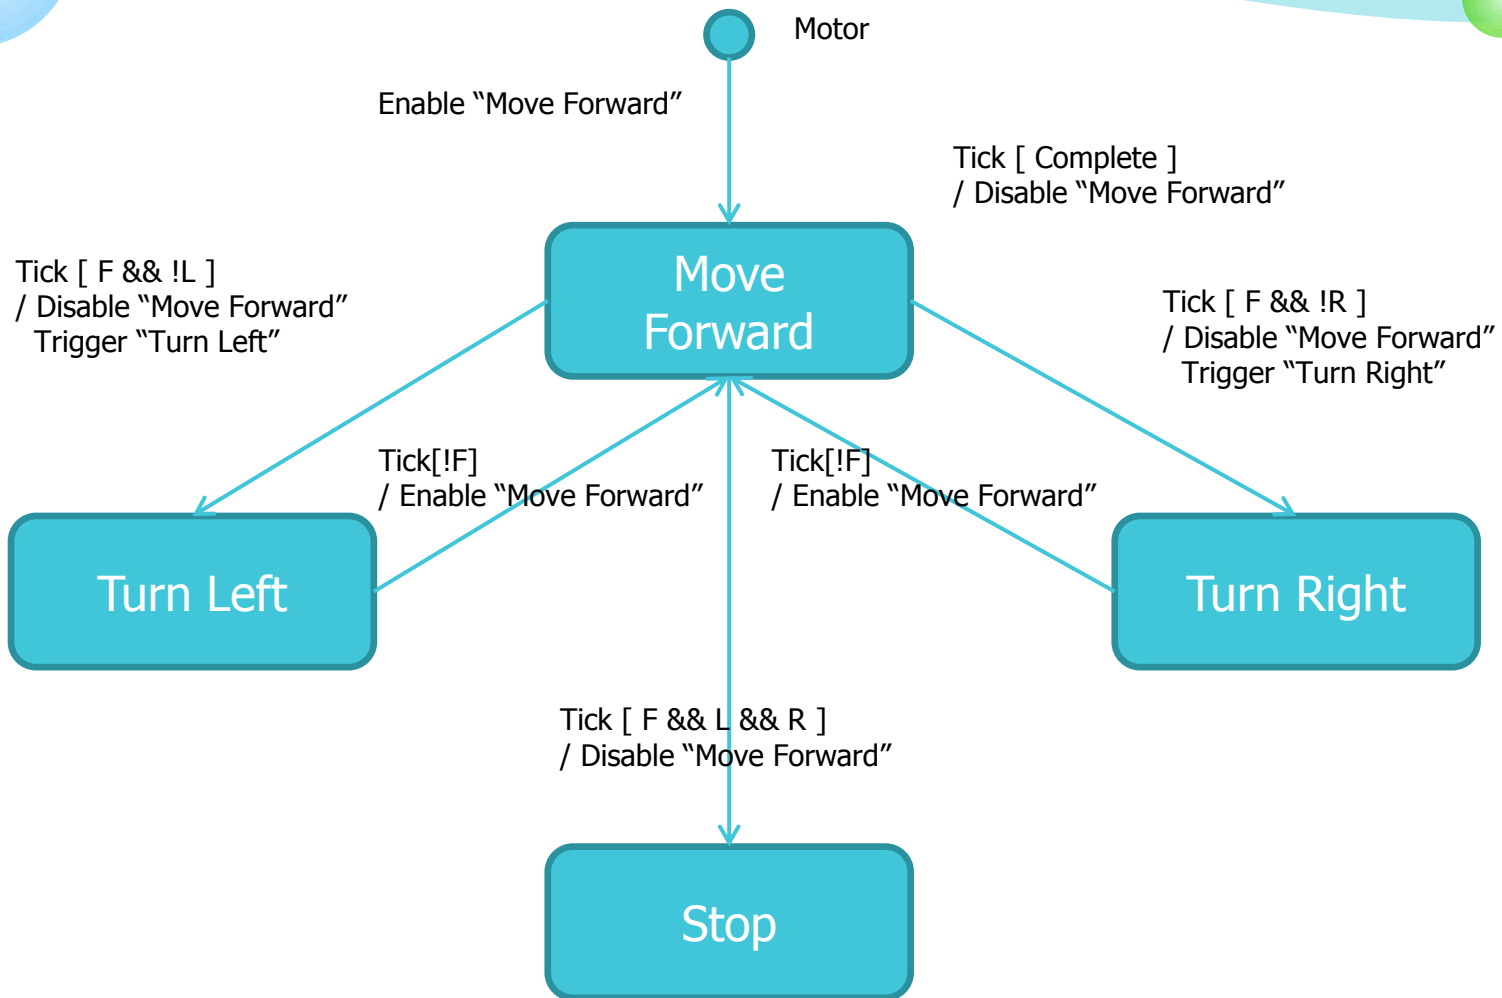 Motor
Enable “Move Forward”
Tick [ Complete ]
/ Disable “Move Forward”
Move
Forward
Tick [ F && !L ]
/ Disable “Move Forward”
Trigger “Turn Left”
Tick [ F && !R ]
/ Disable “Move Forward”
Trigger “Turn Right”
Tick[!F]
/ Enable “Move Forward”
Tick[!F]
/ Enable “Move Forward”
Turn Left
Turn Right
Tick [ F && L && R ]
/ Disable “Move Forward”
Stop